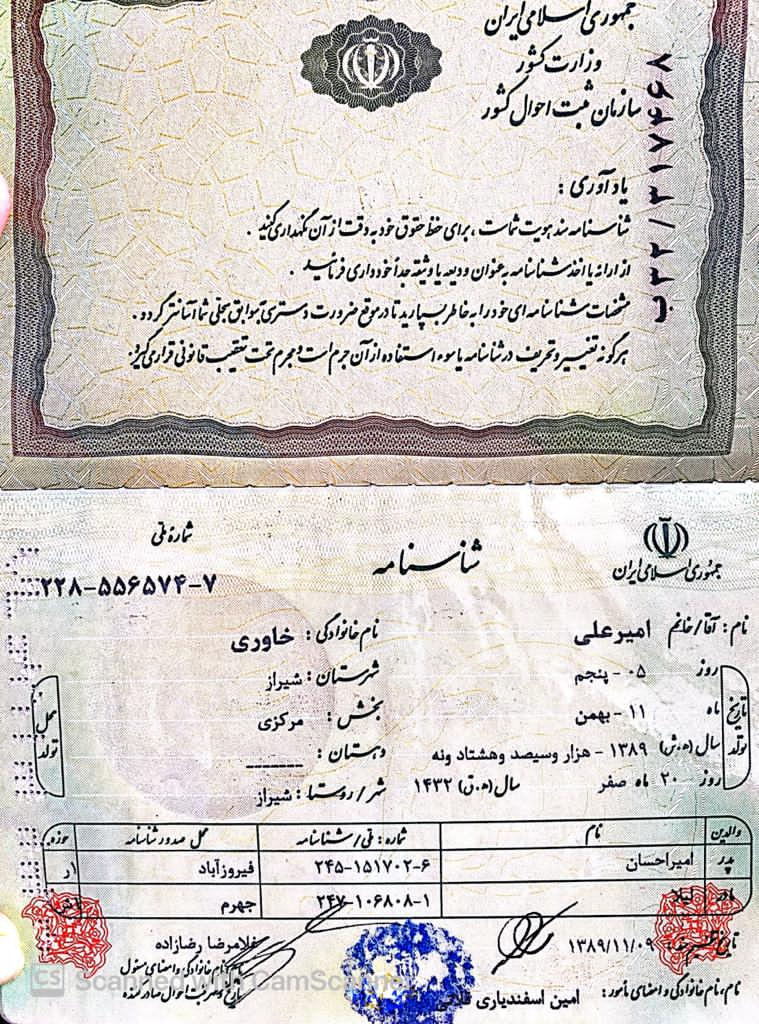 جمهوری اسلامی ایران
وزارت کشور
سازمان ثبت احوال کشور
ب۳۲ / ۲۱۷۴۶۸
یادآوری :
شناسنامه سند هویت شماست ، برای حفظ حقوق خود به دقت از آن نگهداری کنید .
از ارائه یا اخذ شناسنامه به عنوان ودیعه یا وثیقه جداً خودداری فرمائید .
مشخصات شناسنامه ای خود را به خاطر بسپارید تا در موقع ضرورت دسترسی به سوابق سجلی شما آسانتر گردد .
هرگونه تغییر و تحریف در شناسنامه یا سوء استفاده از آن جرم است و مجرم تحت تعقیب قانونی قرار می گیرد.
جمهوری اسلامی ایران
شناسنامه
شماره ملی
۲۲۸-۵۵۶۵۷۴-۷
نام : آقا/خانم امیرعلی نام خانوادگی : خاوری
تاریخ تولد
روز ۰۵ - پنجم
ماه ۱۱ - بهمن
سال (ه.ش) ۱۳۸۹ - هزار وسیصد وهشتاد ونه
روز ۲۰ ماه صفر سال (ه.ق) ۱۴۳۲
محل تولد
شهرستان : شیراز
بخش : مرکزی
دهستان : ------
شهر / روستا : شیراز
والدین نام شماره : ملی / شناسنامه محل صدور شناسنامه حوزه
پدر امیراحسان ۲۴۵-۱۵۱۷۰۲-۶ فیروزآباد ۱ر
مادر ۲۴۷-۱۰۶۸۰۸-۱ جهرم
تاریخ ۱۳۸۹/۱۱/۰۹
نام، نام خانوادگی و امضای مأمور: امین اسفندیاری
غلامرضا رضازاده
نام، نام خانوادگی و امضای مسئول
CS Scanned with CamScanner